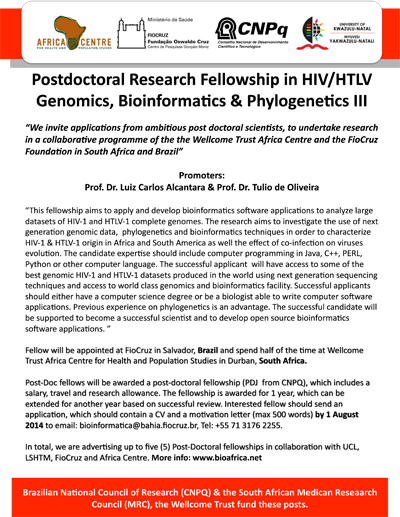 AFRICA CENTRE
FOR HEALTH AND POPULATION STUDIES
Ministério da Saúde
FIOCRUZ
Fundação Oswaldo Cruz
Centro de Pesquisas Gonçalo Moniz
CNPq
Conselho Nacional de Desenvolvimento
Científico e Tecnológico
UNIVERSITY OF
KWAZULU-NATAL
INYUVESI
YAKWAZULU-NATALI
Postdoctoral Research Fellowship in HIV/HTLV
Genomics, Bioinformatics & Phylogenetics III
“We invite applications from ambitious post doctoral scientists, to undertake research
in a collaborative programme of the the Wellcome Trust Africa Centre and the FioCruz
Foundation in South Africa and Brazil”
Promoters:
Prof. Dr. Luiz Carlos Alcantara & Prof. Dr. Tulio de Oliveira
“This fellowship aims to apply and develop bioinformatics software applications to analyze large
datasets of HIV-1 and HTLV-1 complete genomes. The research aims to investigate the use of next
generation genomic data,  phylogenetics and bioinformatics techniques in order to characterize
HIV-1 & HTLV-1 origin in Africa and South America as well the effect of co-infection on viruses
evolution. The candidate expertise should include computer programming in Java, C++, PERL,
Python or other computer language. The successful applicant  will have access to some of the
best genomic HIV-1 and HTLV-1 datasets produced in the world using next generation sequencing
techniques and access to world class genomics and bioinformatics facility. Successful applicants
should either have a computer science degree or be a biologist able to write computer software
applications. Previous experience on phylogenetics is an advantage. The successful candidate will
be supported to become a successful scientist and to develop open source bioinformatics
software applications. ”
Fellow will be appointed at FioCruz in Salvador, Brazil and spend half of the time at Wellcome
Trust Africa Centre for Health and Population Studies in Durban, South Africa.
Post-Doc fellows will be awarded a post-doctoral fellowship (PDJ  from CNPQ), which includes a
salary, travel and research allowance. The fellowship is awarded for 1 year, which can be
extended for another year based on successful review. Interested fellow should send an
application, which should contain a CV and a motivation letter (max 500 words) by 1 August
2014 to email: bioinformatica@bahia.fiocruz.br, Tel: +55 71 3176 2255.
In total, we are advertising up to five (5) Post-Doctoral fellowships in collaboration with UCL,
LSHTM, FioCruz and Africa Centre. More info: www.bioafrica.net
Brazilian National Council of Research (CNPQ) & the South African Medican Reseaarch
Council (MRC), the Wellcome Trust fund these posts.